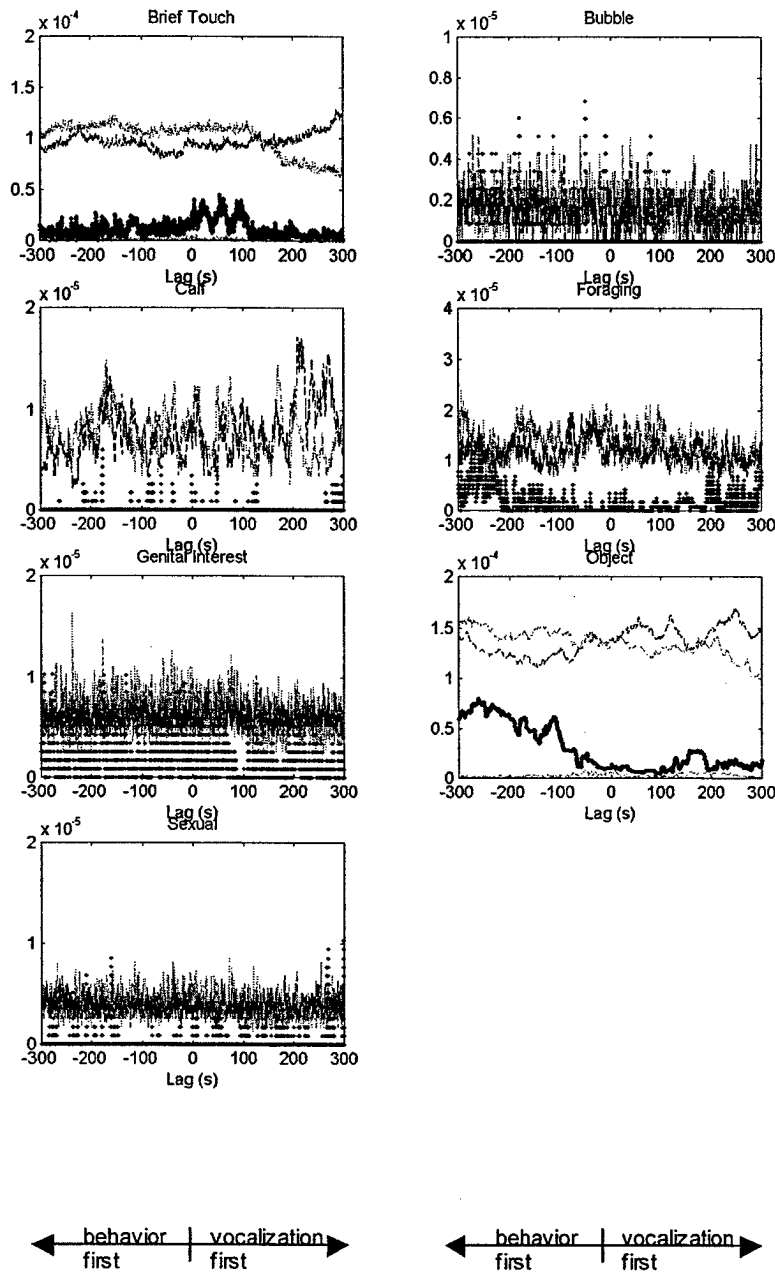 Brief Touch
x 10⁻⁴
2
1.5
1
0.5
0
-300 -200 -100 0 100 200 300
Lag (s)
Bubble
x 10⁻⁵
1
0.8
0.6
0.4
0.2
0
-300 -200 -100 0 100 200 300
Lag (s)
Calf
x 10⁻⁵
2
1
0
-300 -200 -100 0 100 200 300
Lag (s)
Foraging
x 10⁻⁵
4
3
2
1
0
-300 -200 -100 0 100 200 300
Lag (s)
Genital Interest
x 10⁻⁵
2
1
0
-300 -200 -100 0 100 200 300
Lag (s)
Object
x 10⁻⁴
2
1.5
1
0.5
0
-300 -200 -100 0 100 200 300
Lag (s)
Sexual
x 10⁻⁵
2
1
0
-300 -200 -100 0 100 200 300
Lag (s)
behavior vocalization
first first
behavior vocalization
first first